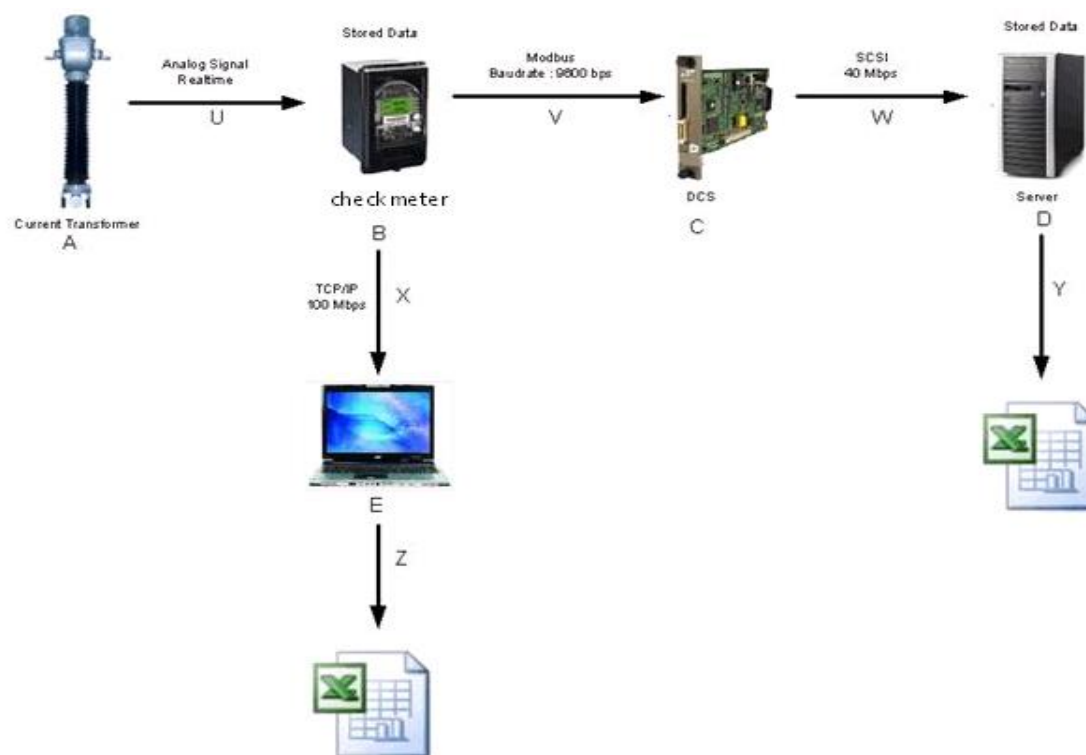 Stored Data
Stored Data
Analog Signal
Realtime
U
Modbus
Baudrate : 9600 bps
V
SCSI
40 Mbps
W
Current Transformer
A
check meter
B
DCS
C
Server
D
TCP/IP
100 Mbps
X
Y
E
Z